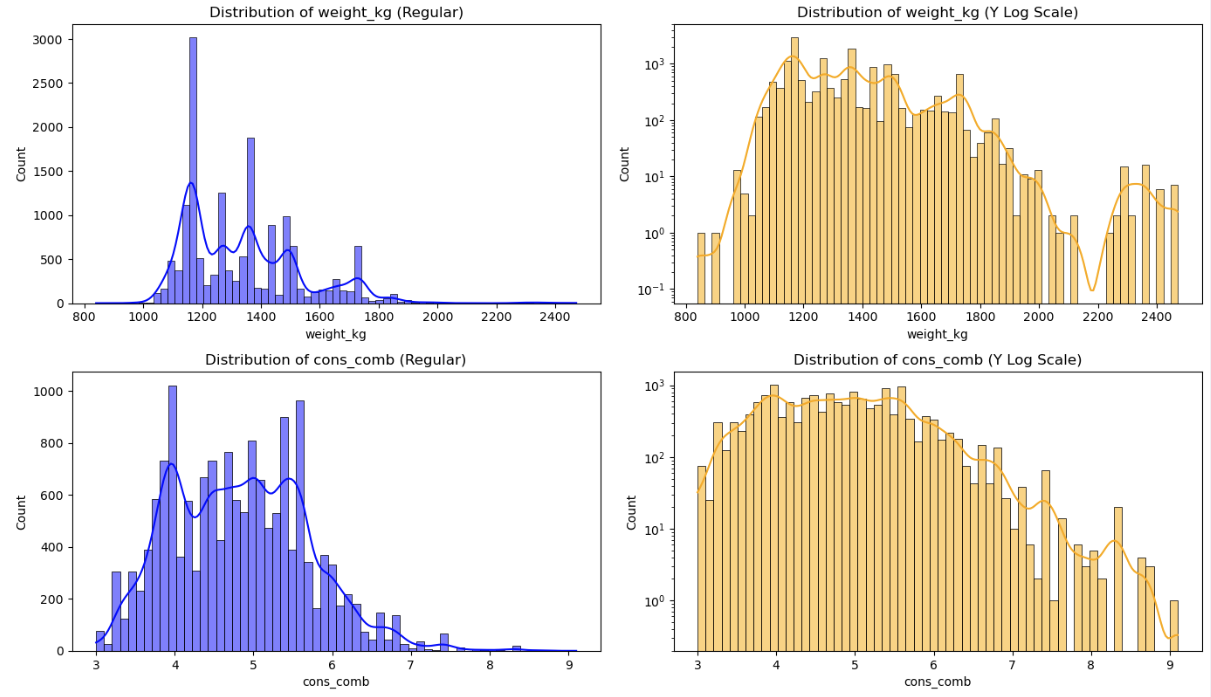 Distribution of weight_kg (Regular)
Count
3000
2500
2000
1500
1000
500
0
800 1000 1200 1400 1600 1800 2000 2200 2400
weight_kg
Distribution of weight_kg (Y Log Scale)
Count
10³
10²
10¹
10⁰
10⁻¹
800 1000 1200 1400 1600 1800 2000 2200 2400
weight_kg
Distribution of cons_comb (Regular)
Count
1000
800
600
400
200
0
3 4 5 6 7 8 9
cons_comb
Distribution of cons_comb (Y Log Scale)
Count
10³
10²
10¹
10⁰
3 4 5 6 7 8 9
cons_comb